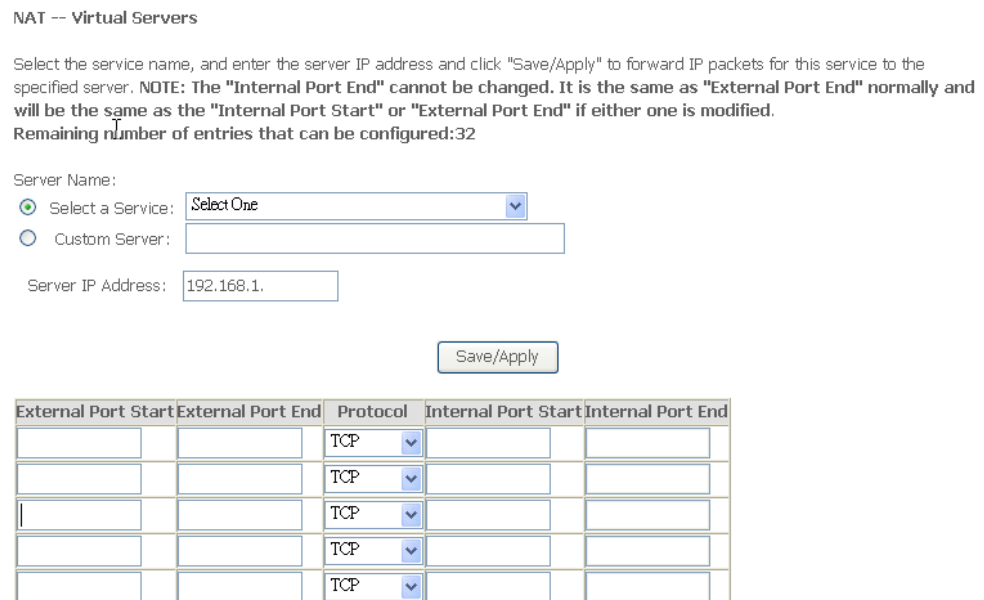 NAT -- Virtual Servers
Select the service name, and enter the server IP address and click "Save/Apply" to forward IP packets for this service to the
specified server. NOTE: The "Internal Port End" cannot be changed. It is the same as "External Port End" normally and
will be the same as the "Internal Port Start" or "External Port End" if either one is modified.
Remaining number of entries that can be configured:32
Server Name:
Select a Service: Select One
Custom Server:
Server IP Address: 192.168.1.
Save/Apply
External Port Start External Port End Protocol Internal Port Start Internal Port End
TCP
TCP
TCP
TCP
TCP